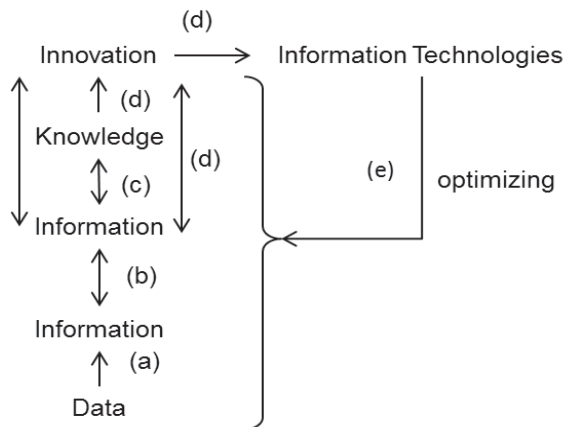 (d)
Innovation
Information Technologies
(d)
Knowledge
(d)
(e)
optimizing
(c)
Information
(b)
Information
(a)
Data